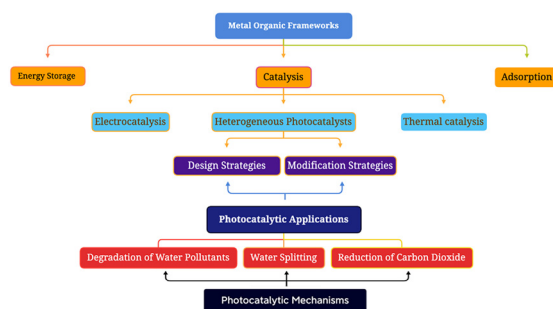 Metal Organic Frameworks
Energy Storage
Catalysis
Adsorption
Electrocatalysis
Heterogeneous Photocatalysts
Thermal catalysis
Design Strategies
Modification Strategies
Photocatalytic Applications
Degradation of Water Pollutants
Water Splitting
Reduction of Carbon Dioxide
Photocatalytic Mechanisms